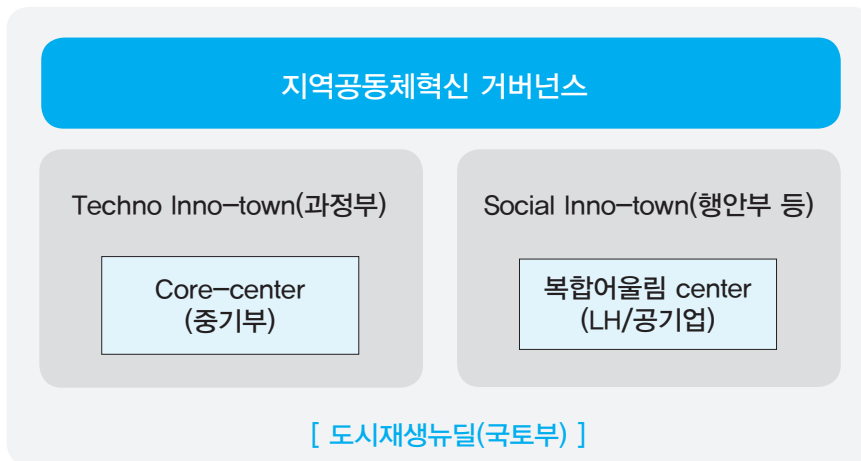 지역공동체혁신 거버넌스
Techno Inno-town(과정부)
Social Inno-town(행안부 등)
Core-center
(중기부)
복합어울림 center
(LH/공기업)
[ 도시재생뉴딜(국토부) ]